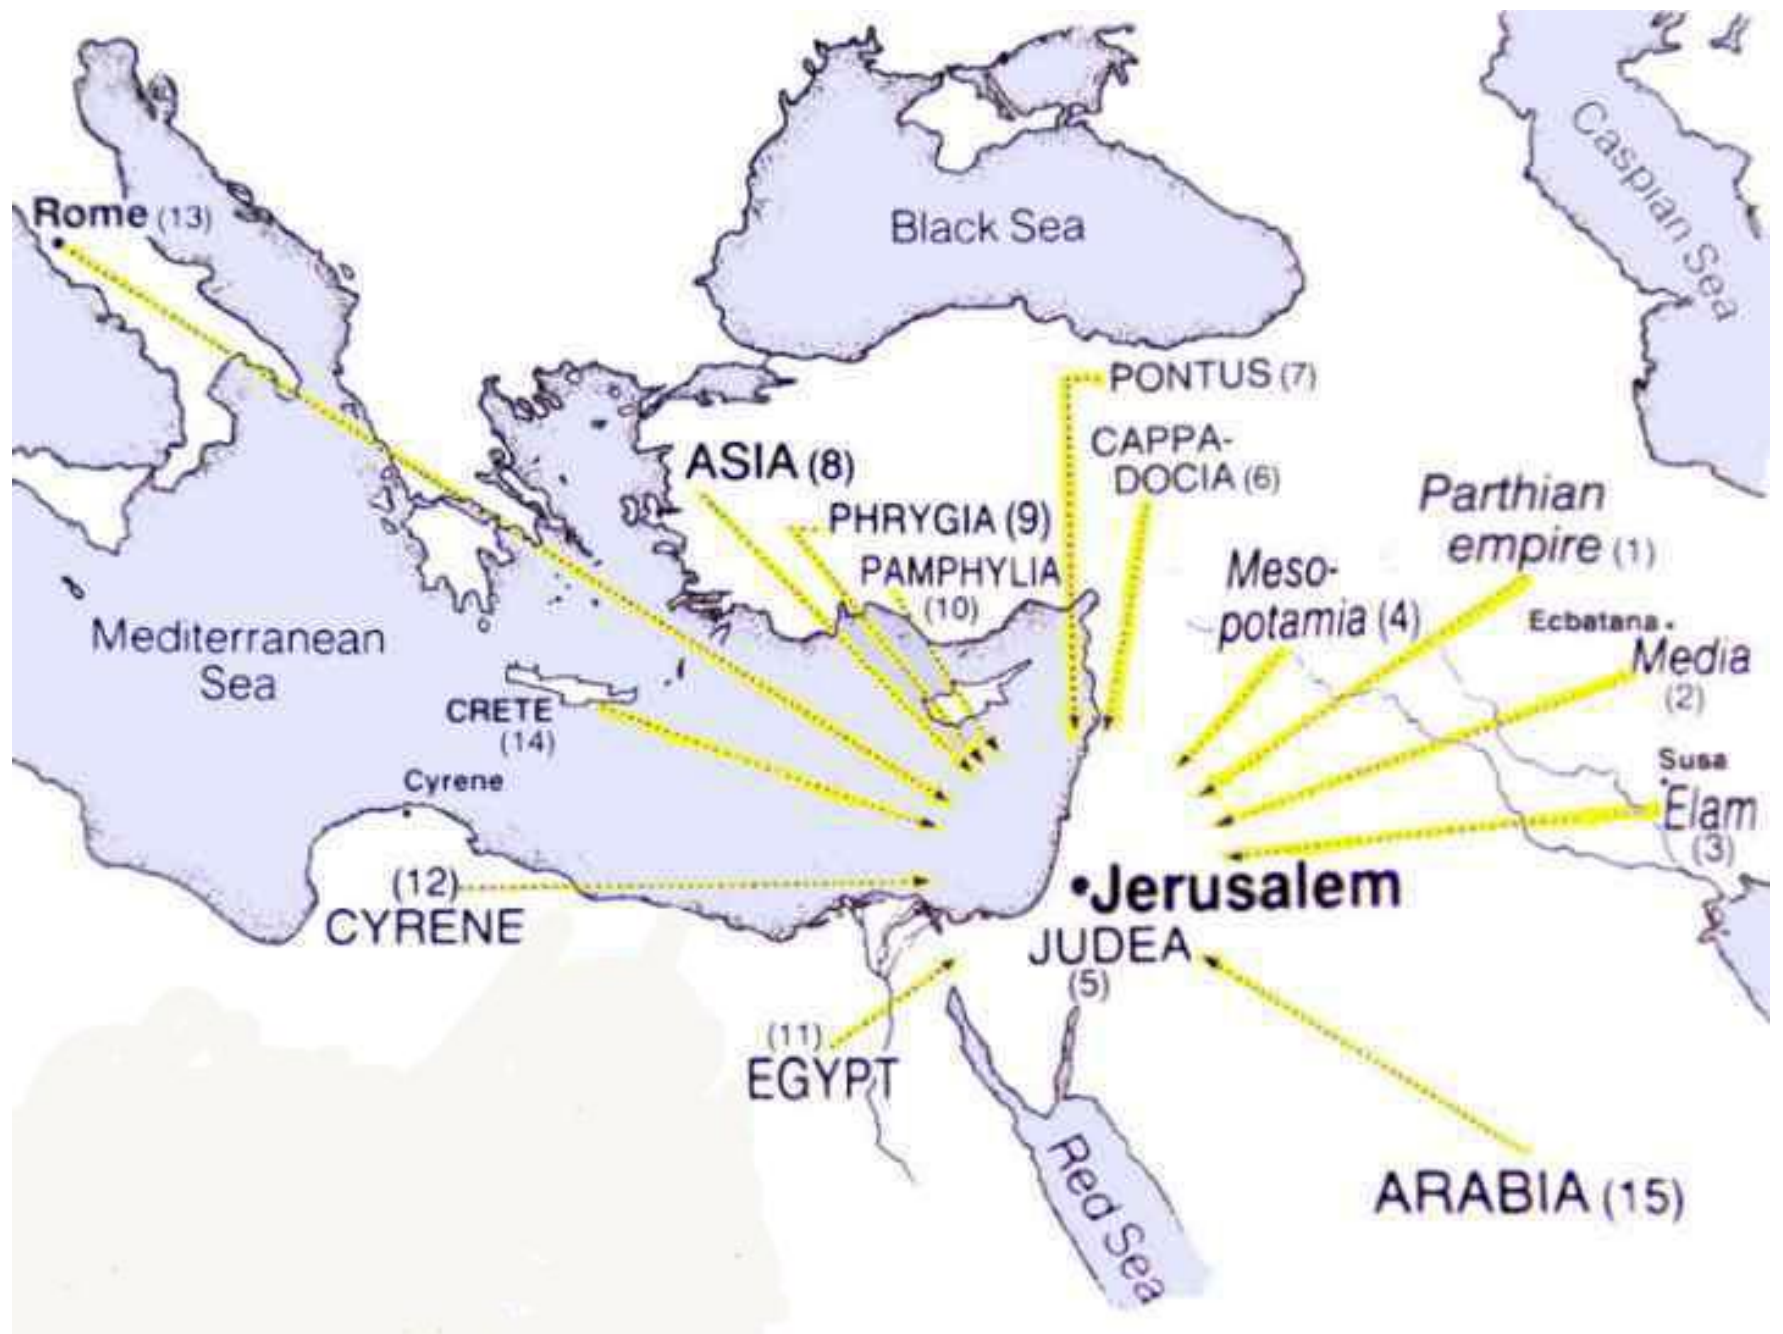 Rome (13)
Black Sea
Caspian Sea
PONTUS (7)
CAPPA-
DOCIA (6)
ASIA (8)
PHRYGIA (9)
PAMPHYLIA
(10)
Parthian
empire (1)
Meso-
potamia (4)
Ecbatana
Media
(2)
Mediterranean
Sea
CRETE
(14)
Cyrene
Susa
Elam
(3)
(12)
CYRENE
Jerusalem
JUDEA
(5)
(11)
EGYPT
Red Sea
ARABIA (15)